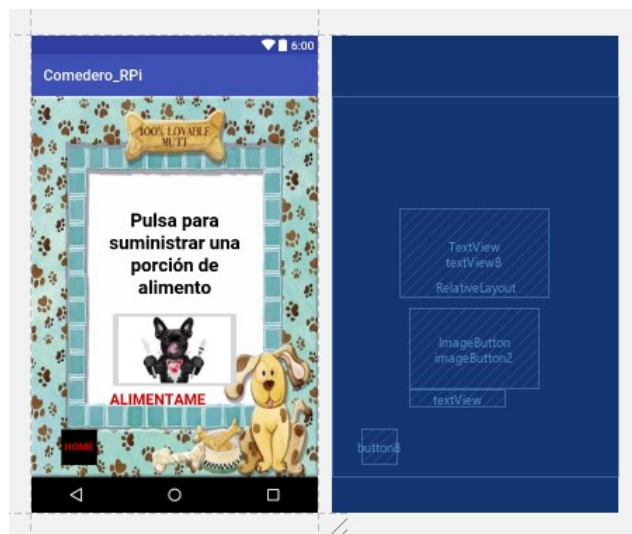 6:00
Comedero_RPi
100% LOVABLE
MUTT
Pulsa para
suministrar una
porción de
alimento
ALIMENTAME
HOME
TextView
textView8
RelativeLayout
ImageButton
imageButton2
textView
button8